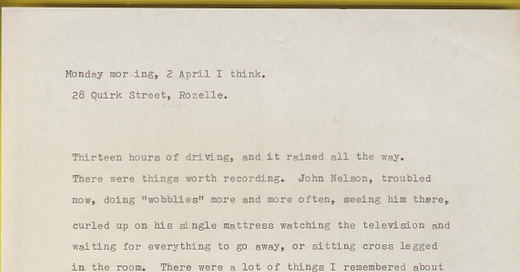 Monday mor ing, 2 April I think.
28 Quirk Street, Rozelle.
Thirteen hours of driving, and it rained all the way.
There were things worth recording. John Nelson, troubled
now, doing "wobblies" more and more often, seeing him there,
curled up on his single mattress watching the television and
waiting for everything to go away, or sitting cross legged
in the room. There were a lot of things I remembered about